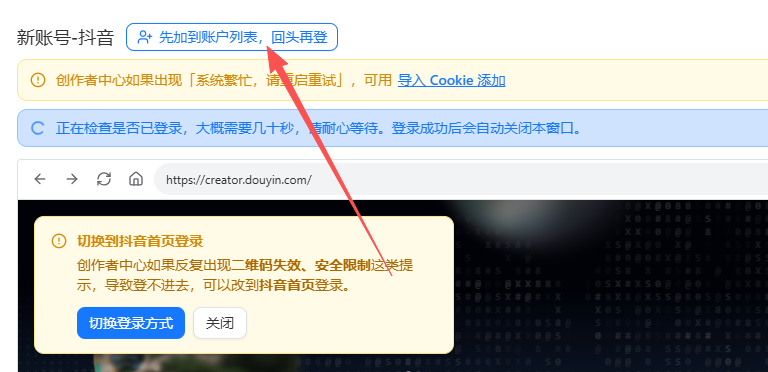 新账号-抖音 先加到账户列表，回头再登
创作者中心如果出现「系统繁忙，请重启重试」，可用 导入 Cookie 添加
正在检查是否已登录，大概需要几十秒，请耐心等待。登录成功后会自动关闭本窗口。
https://creator.douyin.com/
切换到抖音首页登录
创作者中心如果反复出现二维码失效、安全限制这类提
示，导致登不进去，可以改到抖音首页登录。
切换登录方式 关闭